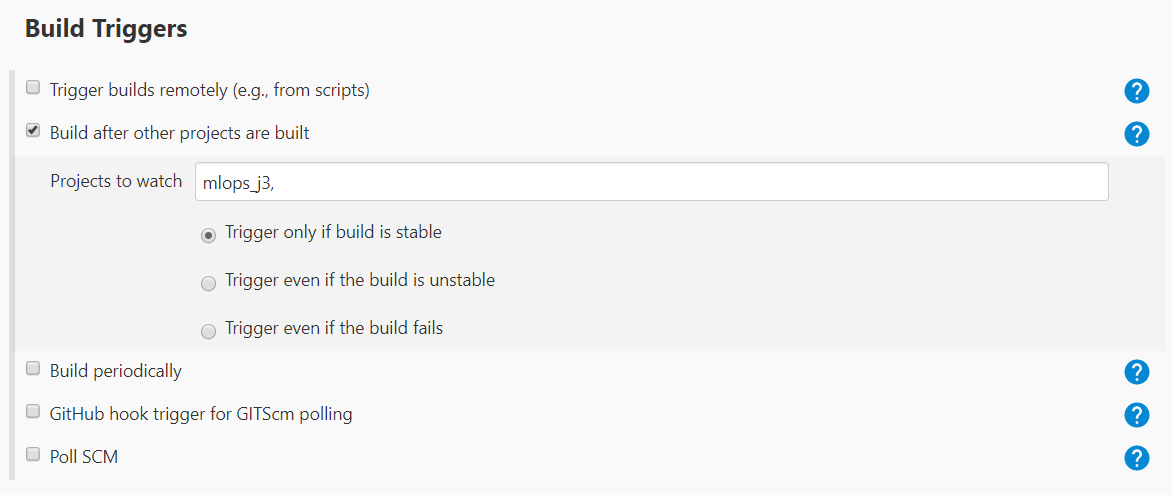 Build Triggers
Trigger builds remotely (e.g., from scripts) ?
Build after other projects are built ?
Projects to watch mlops_j3,
Trigger only if build is stable
Trigger even if the build is unstable
Trigger even if the build fails
Build periodically ?
GitHub hook trigger for GITScm polling ?
Poll SCM ?